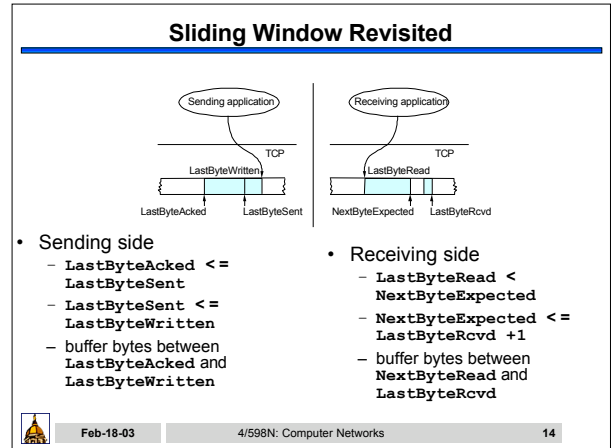 Sliding Window Revisited
Sending application
Receiving application
TCP
TCP
LastByteWritten
LastByteRead
LastByteAcked
LastByteSent
NextByteExpected
LastByteRcvd
• Sending side
– LastByteAcked <=
LastByteSent
– LastByteSent <=
LastByteWritten
– buffer bytes between
LastByteAcked and
LastByteWritten
• Receiving side
– LastByteRead <
NextByteExpected
– NextByteExpected <=
LastByteRcvd +1
– buffer bytes between
NextByteRead and
LastByteRcvd
Feb-18-03
4/598N: Computer Networks
14